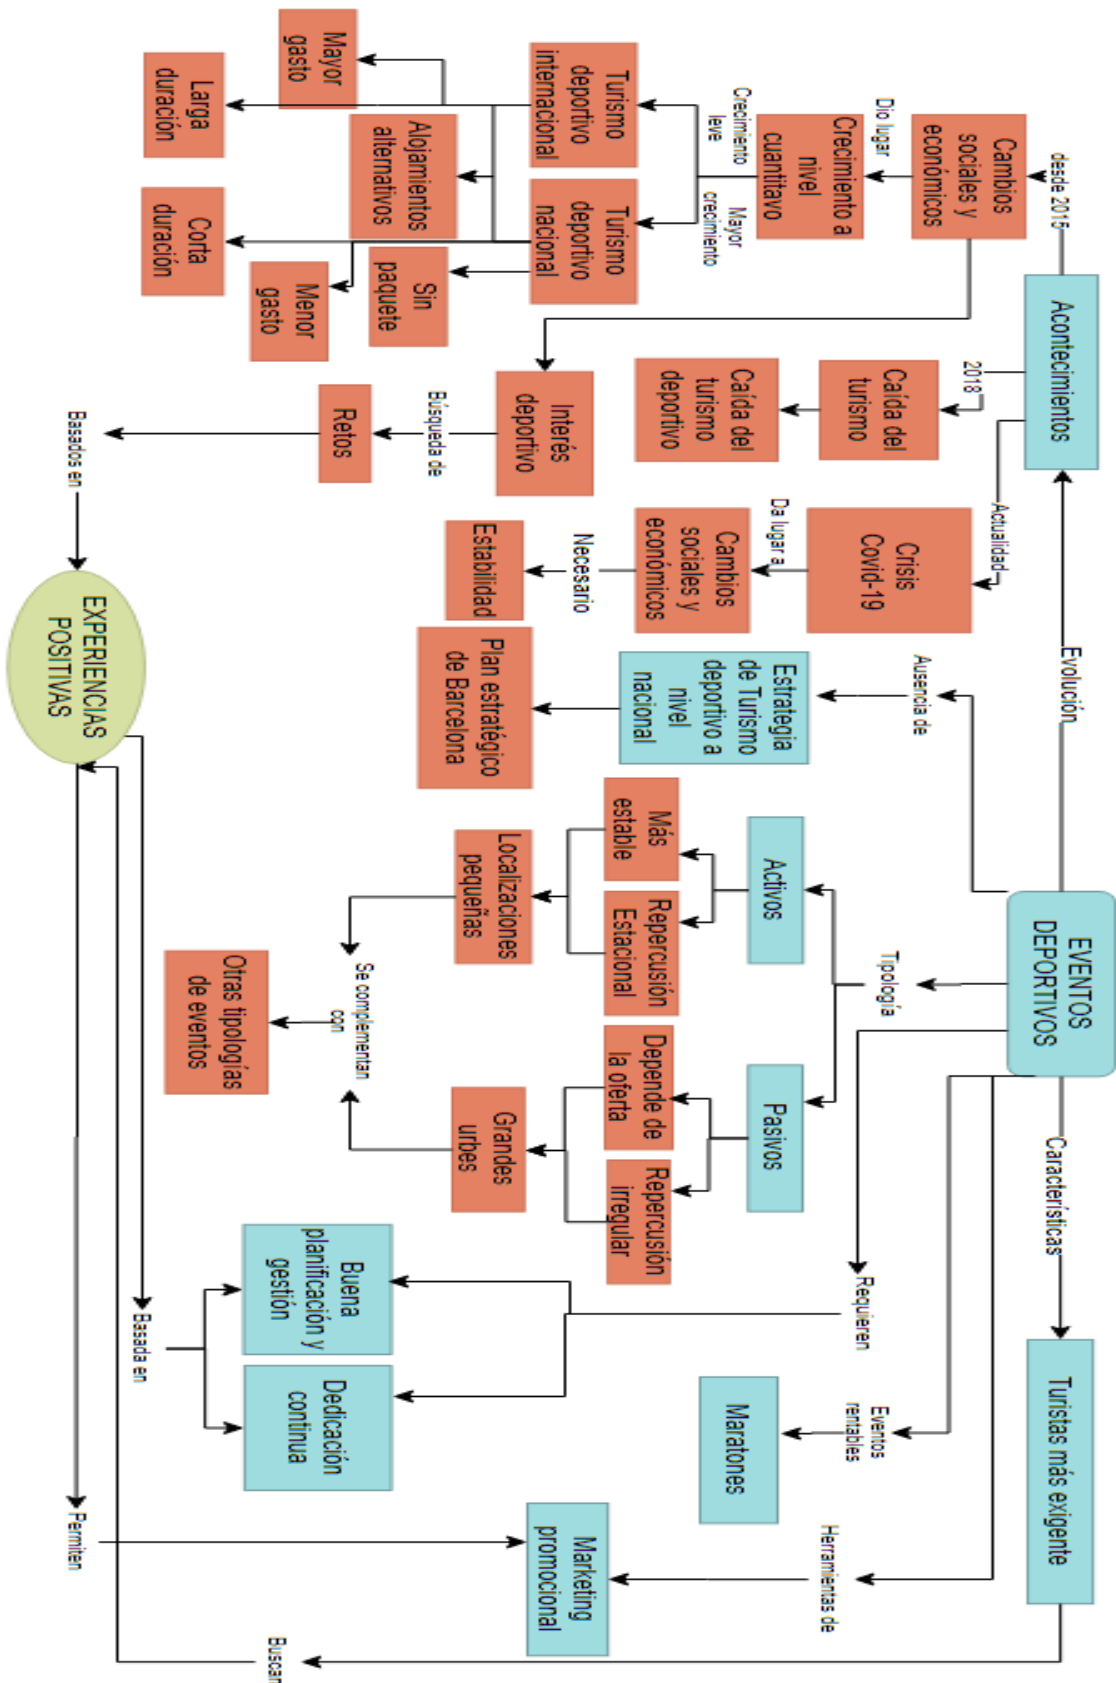 EVENTOS
DEPORTIVOS
Evolución
Características
Acontecimientos
Turistas más exigente
desde 2015
2018
Actualidad
Ausencia de
Tipología
Requieren
Eventos
rentables
Herramientas de
Buscar
Cambios
sociales y
económicos
Dio lugar
Crecimiento a
nivel
cuantitavo
Crecimiento
leve
Mayor
crecimiento
Turismo
deportivo
internacional
Turismo
deportivo
nacional
Mayor
gasto
Larga
duración
Alojamientos
alternativos
Corta
duración
Menor
gasto
Sin
paquete
Caída del
turismo
Caída del
turismo
deportivo
Interés
deportivo
Búsqueda de
Retos
Basados en
Crisis
Covid-19
Da lugar a
Cambios
sociales y
económicos
Necesario
Estabilidad
Estrategia
de Turismo
deportivo a
nivel
nacional
Plan estratégico
de Barcelona
Activos
Más
estable
Repercusión
Estacional
Localizaciones
pequeñas
Pasivos
Depende de
la oferta
Repercusión
irregular
Grandes
urbes
Se complementan
con
Otras tipologías
de eventos
Buena
planificación y
gestión
Dedicación
continua
Basada en
Maratones
Marketing
promocional
Permiten
EXPERIENCIAS
POSITIVAS